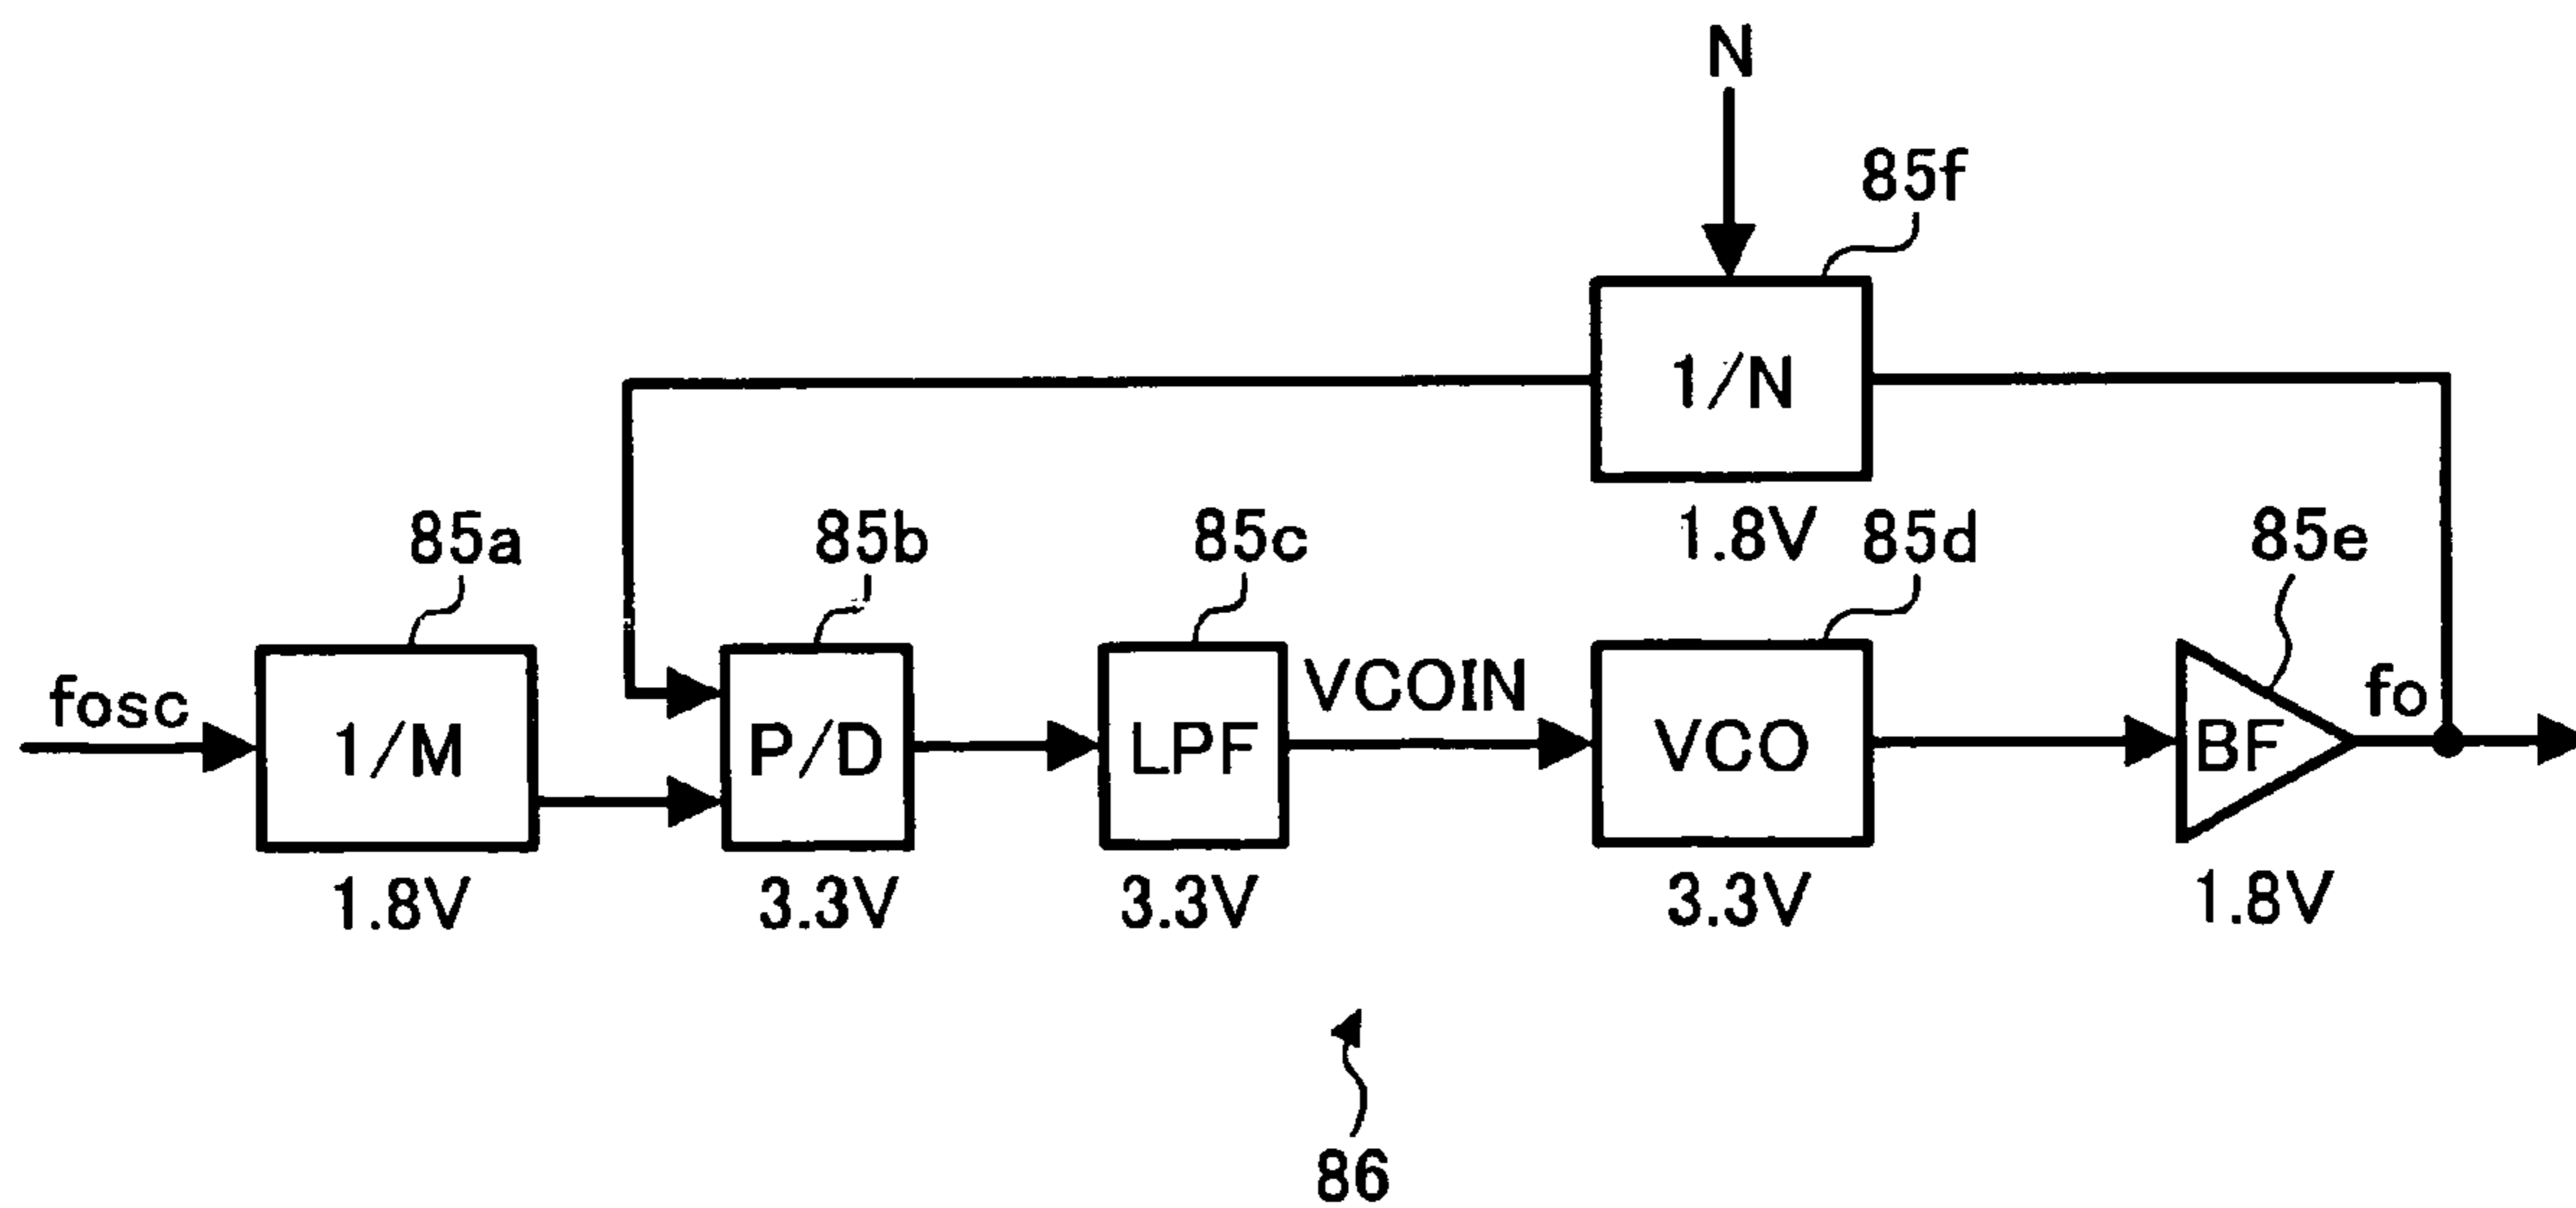 N
85f
1/N
1.8V
85a
85b
85c
85d
85e
fosc
1/M
P/D
LPF
VCOIN
VCO
BF
fo
1.8V
3.3V
3.3V
3.3V
1.8V
86